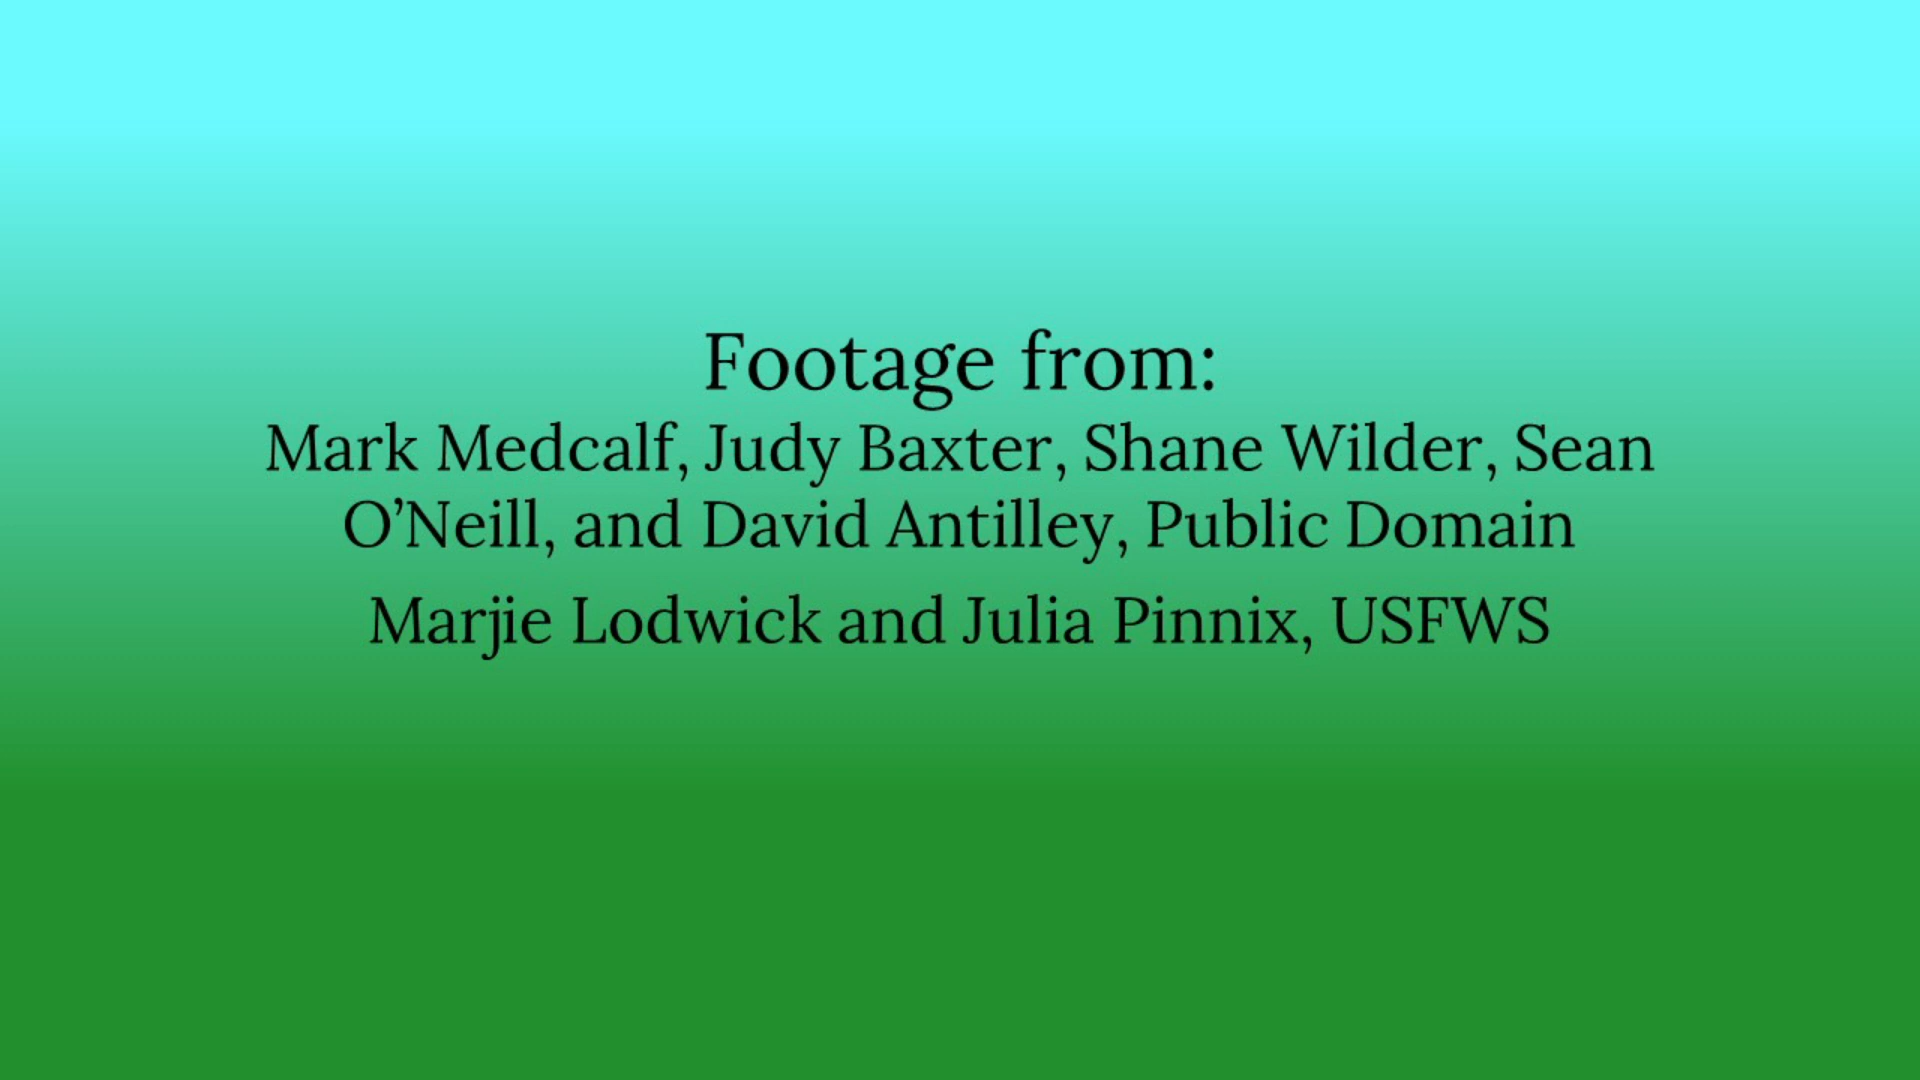 Footage from:
Mark Medcalf, Judy Baxter, Shane Wilder, Sean
O’Neill, and David Antilley, Public Domain
Marjie Lodwick and Julia Pinnix, USFWS